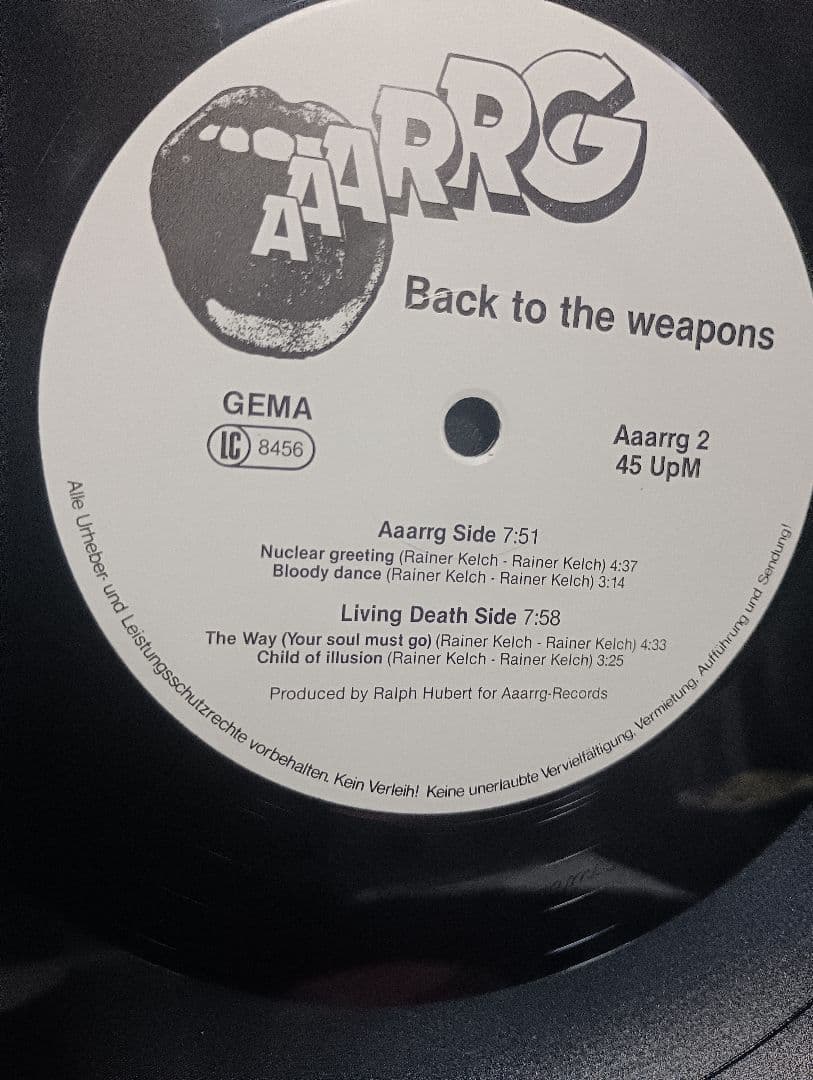 AAARRG
Back to the weapons
GEMA
LC 8456
Aaarrg 2
45 UpM
Aaarrg Side 7:51
Nuclear greeting (Rainer Kelch - Rainer Kelch) 4:37
Bloody dance (Rainer Kelch - Rainer Kelch) 3:14
Living Death Side 7:58
The Way (Your soul must go) (Rainer Kelch - Rainer Kelch) 4:33
Child of illusion (Rainer Kelch - Rainer Kelch) 3:25
Produced by Ralph Hubert for Aaarrg-Records
Alle Urheber- und Leistungsschutzrechte vorbehalten. Kein Verleih! Keine unerlaubte Vervielfältigung, Vermietung, Aufführung und Sendung!